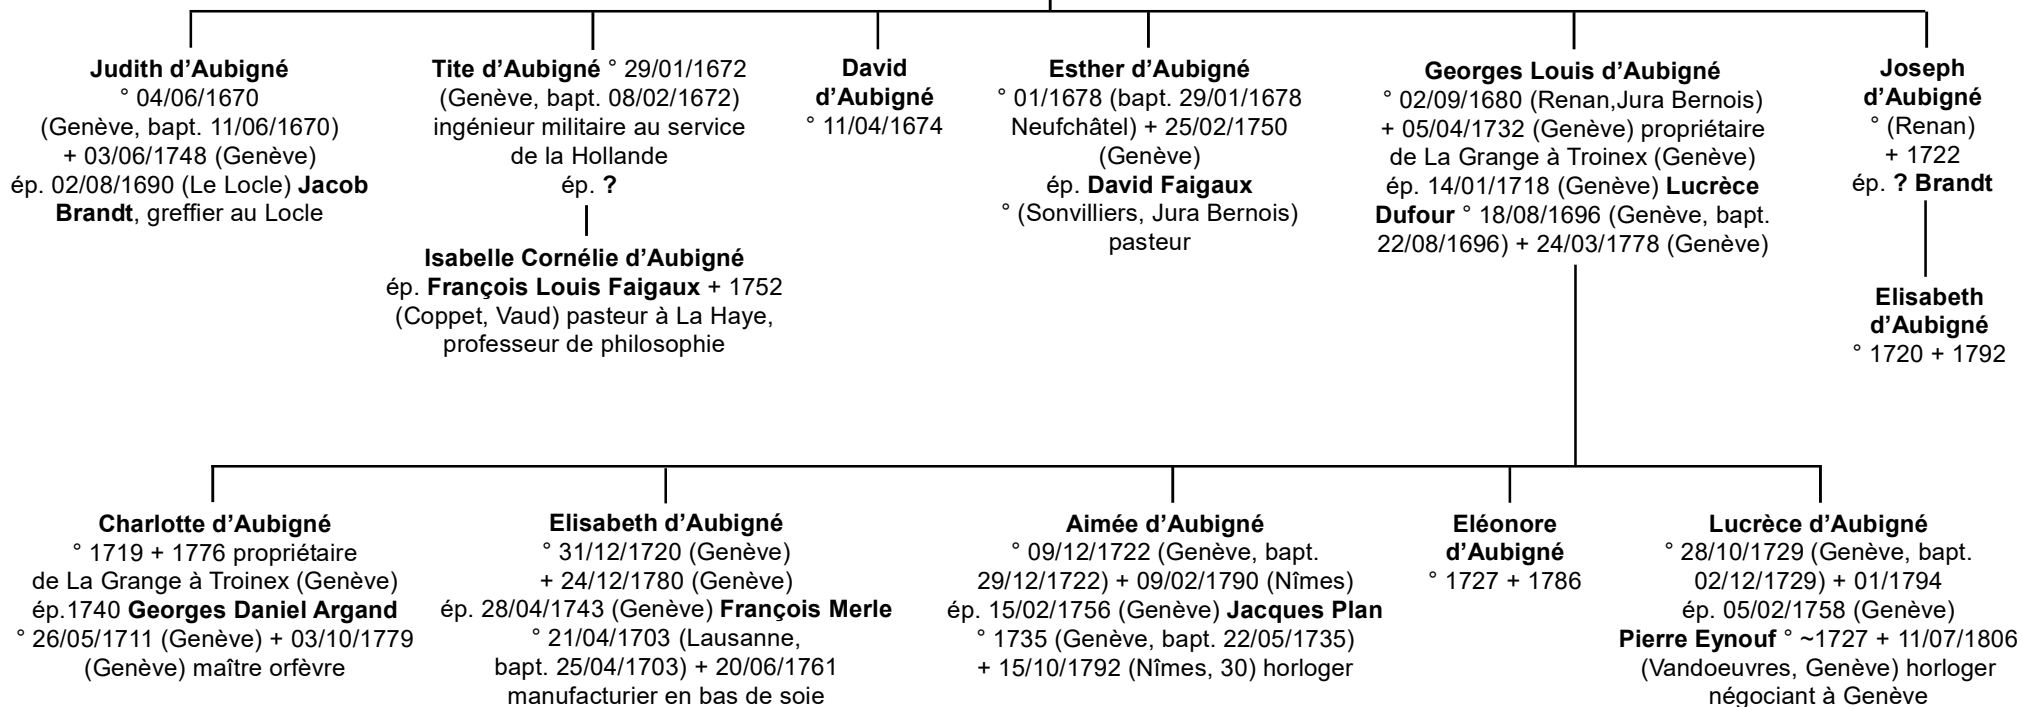 Judith d’Aubigné
° 04/06/1670
(Genève, bapt. 11/06/1670)
+ 03/06/1748 (Genève)
ép. 02/08/1690 (Le Locle) Jacob
Brandt, greffier au Locle
Tite d’Aubigné ° 29/01/1672
(Genève, bapt. 08/02/1672)
ingénieur militaire au service
de la Hollande
ép. ?
Isabelle Cornélie d’Aubigné
ép. François Louis Faigaux + 1752
(Coppet, Vaud) pasteur à La Haye,
professeur de philosophie
David
d’Aubigné
° 11/04/1674
Esther d’Aubigné
° 01/1678 (bapt. 29/01/1678
Neufchâtel) + 25/02/1750
(Genève)
ép. David Faigaux
° (Sonvilliers, Jura Bernois)
pasteur
Georges Louis d’Aubigné
° 02/09/1680 (Renan,Jura Bernois)
+ 05/04/1732 (Genève) propriétaire
de La Grange à Troinex (Genève)
ép. 14/01/1718 (Genève) Lucrèce
Dufour ° 18/08/1696 (Genève, bapt.
22/08/1696) + 24/03/1778 (Genève)
Joseph
d’Aubigné
° (Renan)
+ 1722
ép. ? Brandt
Elisabeth
d’Aubigné
° 1720 + 1792
Charlotte d’Aubigné
° 1719 + 1776 propriétaire
de La Grange à Troinex (Genève)
ép.1740 Georges Daniel Argand
° 26/05/1711 (Genève) + 03/10/1779
(Genève) maître orfèvre
Elisabeth d’Aubigné
° 31/12/1720 (Genève)
+ 24/12/1780 (Genève)
ép. 28/04/1743 (Genève) François Merle
° 21/04/1703 (Lausanne,
bapt. 25/04/1703) + 20/06/1761
manufacturier en bas de soie
Aimée d’Aubigné
° 09/12/1722 (Genève, bapt.
29/12/1722) + 09/02/1790 (Nîmes)
ép. 15/02/1756 (Genève) Jacques Plan
° 1735 (Genève, bapt. 22/05/1735)
+ 15/10/1792 (Nîmes, 30) horloger
Eléonore
d’Aubigné
° 1727 + 1786
Lucrèce d’Aubigné
° 28/10/1729 (Genève, bapt.
02/12/1729) + 01/1794
ép. 05/02/1758 (Genève)
Pierre Eynouf ° ~1727 + 11/07/1806
(Vandoeuvres, Genève) horloger
négociant à Genève